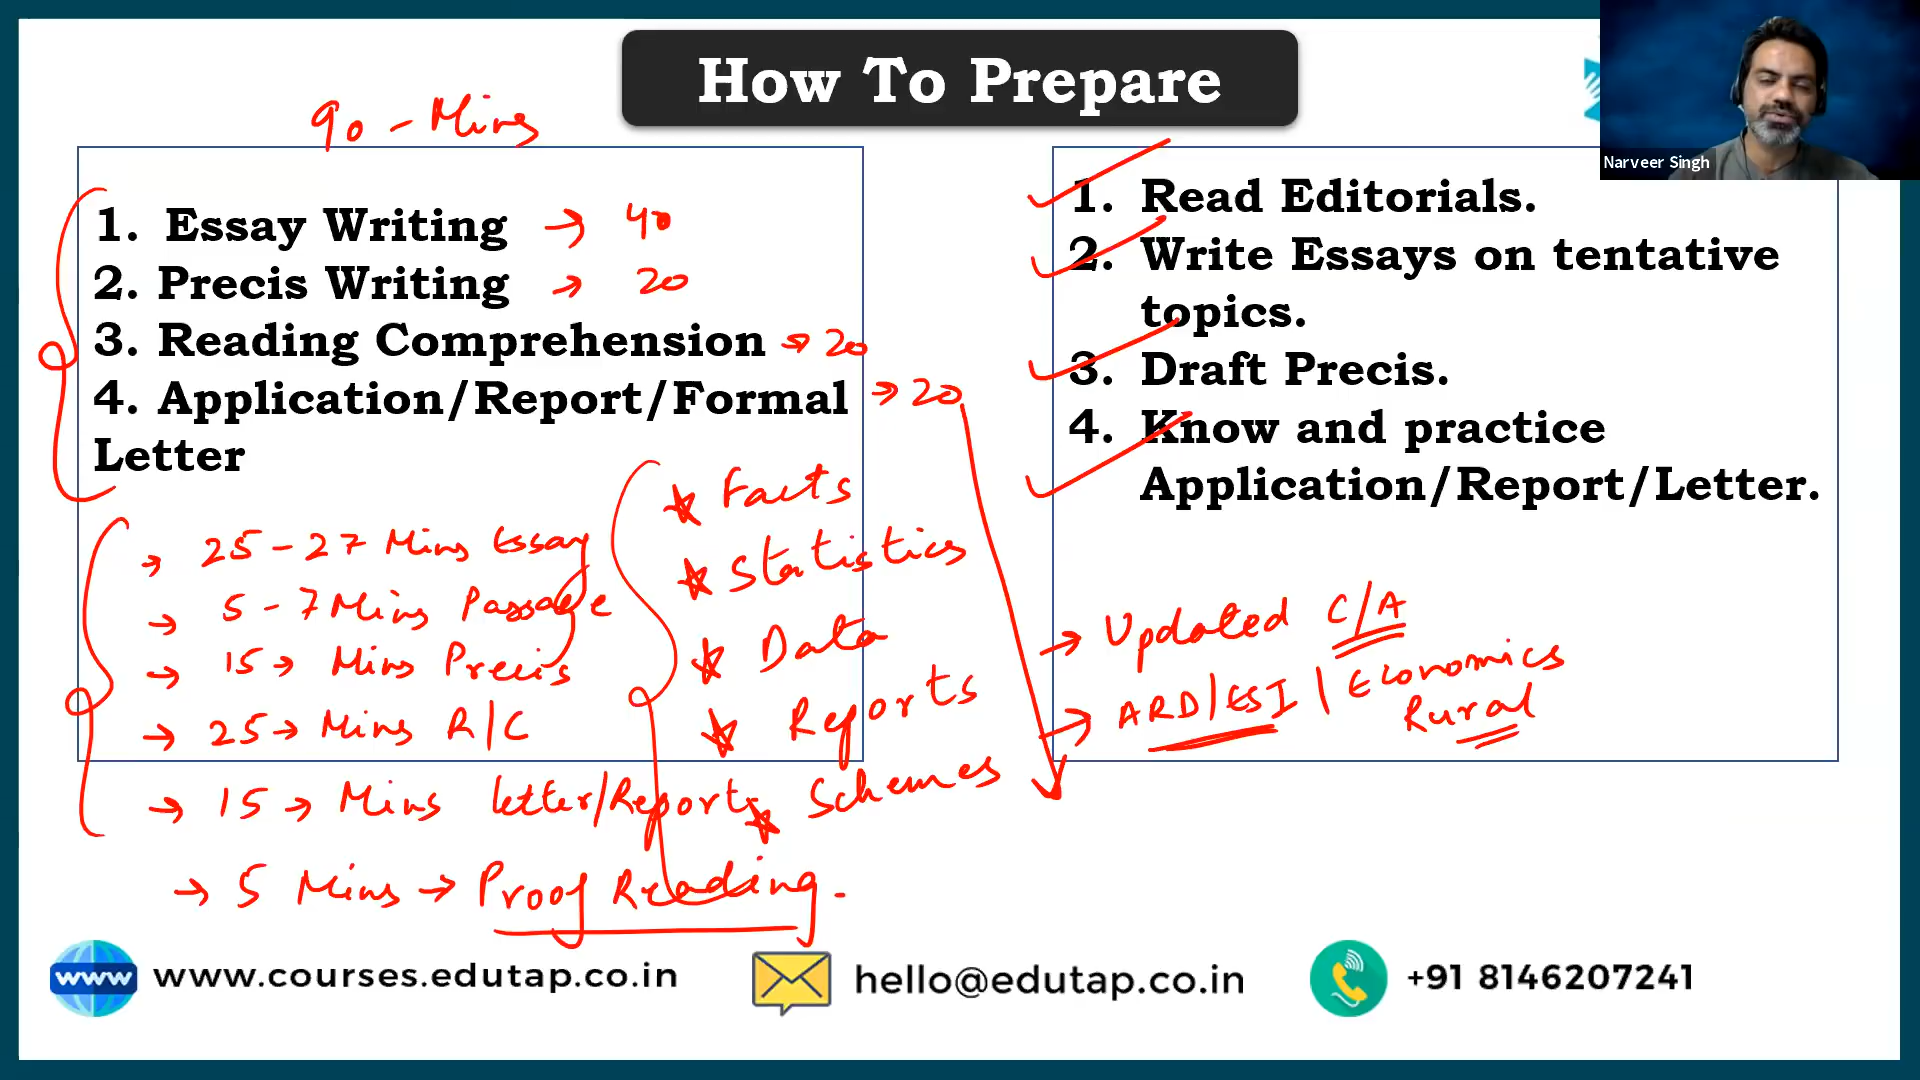 How To Prepare
Narveer Singh
90 - Mins
1. Essay Writing → 40
2. Precis Writing → 20
3. Reading Comprehension → 20
4. Application/Report/Formal → 20
Letter
→ 25-27 Mins Essay
→ 5-7 Mins Passage
→ 15 → Mins Precis
→ 25 → Mins R/C
→ 15 → Mins letter/Reports
→ 5 Mins → Proof Reading.
★ Facts
★ Statistics
★ Data
★ Reports
★ Schemes
1. Read Editorials.
2. Write Essays on tentative
topics.
3. Draft Precis.
4. Know and practice
Application/Report/Letter.
→ Updated C/A
→ ARD/ESI / Economics
Rural
www
www.courses.edutap.co.in
hello@edutap.co.in
+91 8146207241